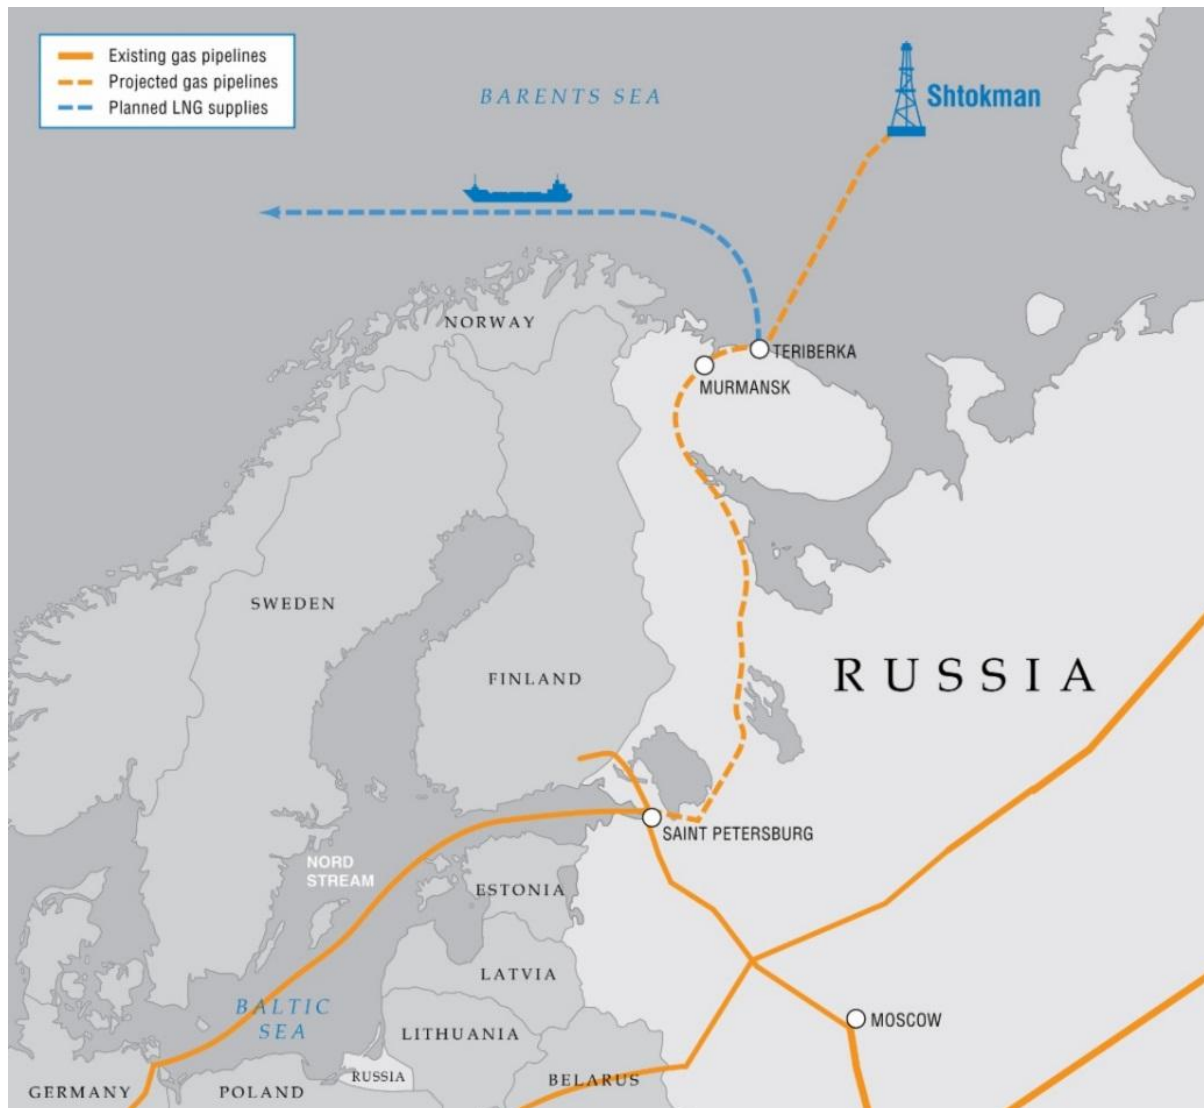 Existing gas pipelines
Projected gas pipelines
Planned LNG supplies
BARENTS SEA
Shtokman
NORWAY
TERIBERKA
MURMANSK
SWEDEN
FINLAND
RUSSIA
SAINT PETERSBURG
NORD
STREAM
ESTONIA
LATVIA
BALTIC
SEA
MOSCOW
LITHUANIA
RUSSIA
BELARUS
GERMANY
POLAND